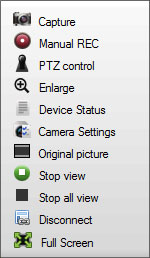 Capture
Manual REC
PTZ control
Enlarge
Device Status
Camera Settings
Original picture
Stop view
Stop all view
Disconnect
Full Screen